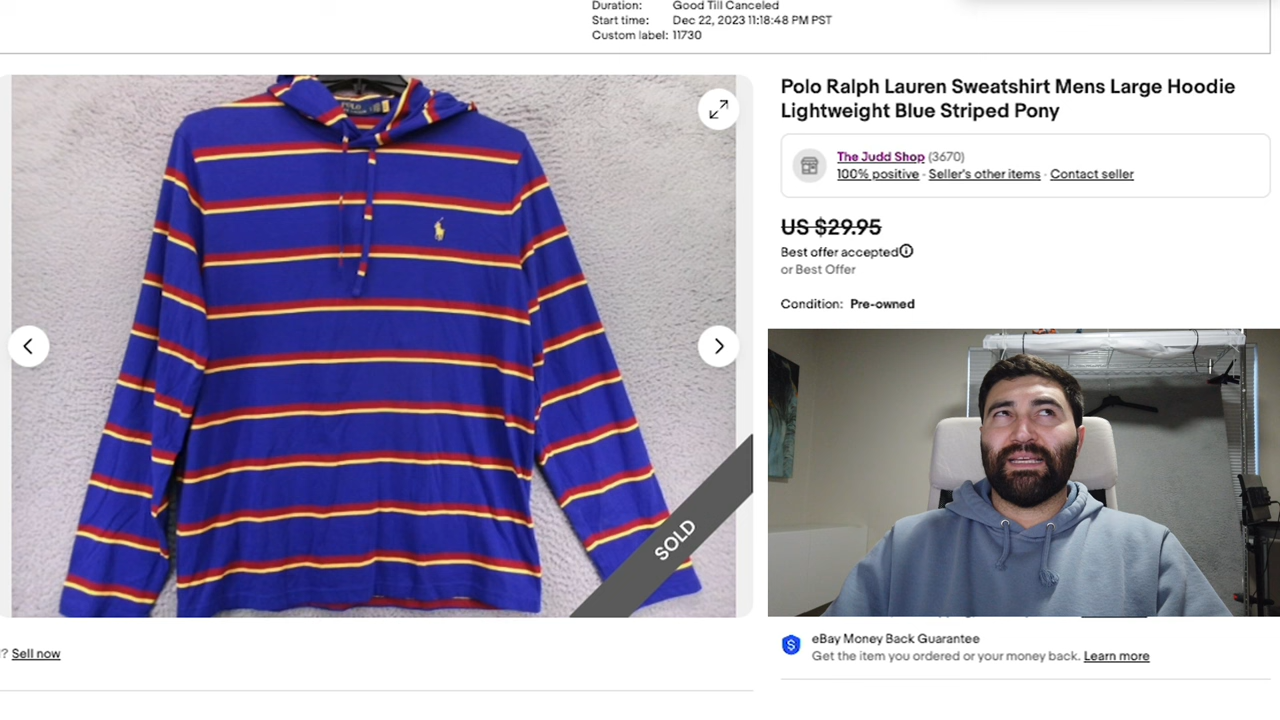 Duration: Good Till Canceled
Start time: Dec 22, 2023 11:18:48 PM PST
Custom label: 11730
Polo Ralph Lauren Sweatshirt Mens Large Hoodie
Lightweight Blue Striped Pony
The Judd Shop (3670)
100% positive · Seller's other items · Contact seller
US $29.95
Best offer accepted
or Best Offer
Condition: Pre-owned
POLO
SOLD
eBay Money Back Guarantee
Get the item you ordered or your money back. Learn more
? Sell now